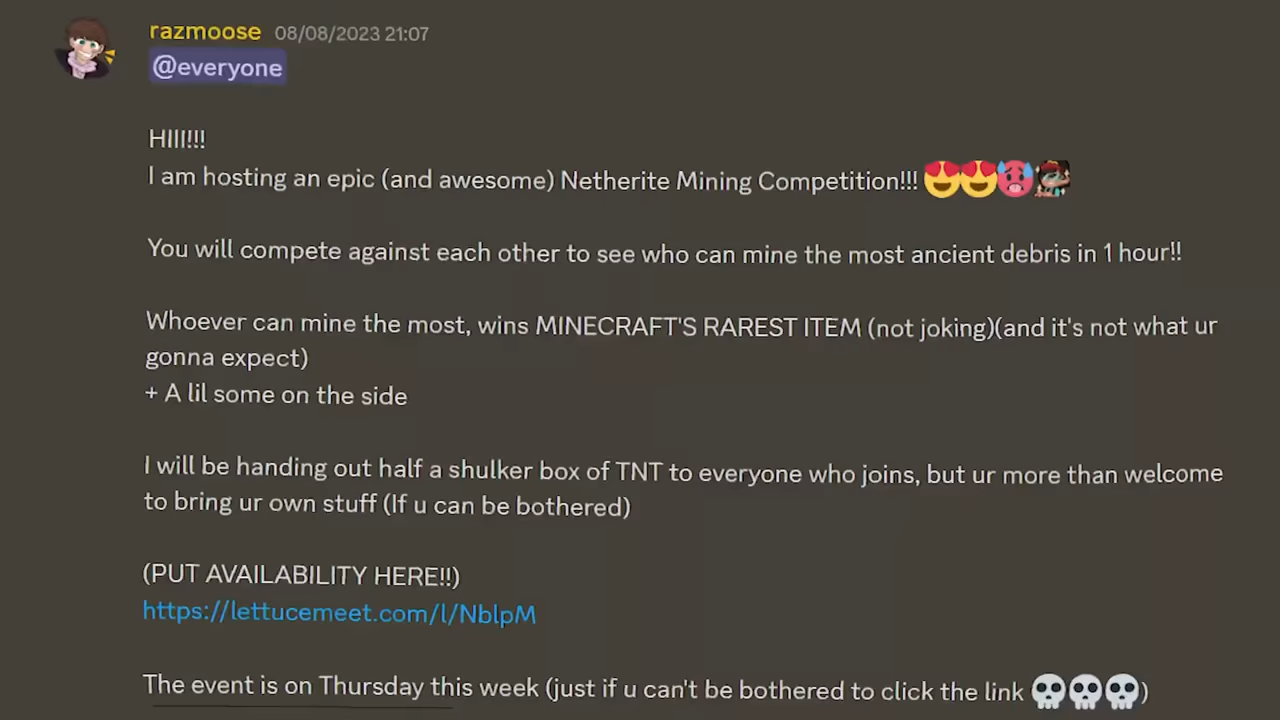 razmoose 08/08/2023 21:07
@everyone
HIII!!!
I am hosting an epic (and awesome) Netherite Mining Competition!!! 😍😍🥵
You will compete against each other to see who can mine the most ancient debris in 1 hour!!
Whoever can mine the most, wins MINECRAFT'S RAREST ITEM (not joking)(and it's not what ur
gonna expect)
+ A lil some on the side
I will be handing out half a shulker box of TNT to everyone who joins, but ur more than welcome
to bring ur own stuff (If u can be bothered)
(PUT AVAILABILITY HERE!!)
https://lettucemeet.com/l/NblpM
The event is on Thursday this week (just if u can't be bothered to click the link 💀💀💀)